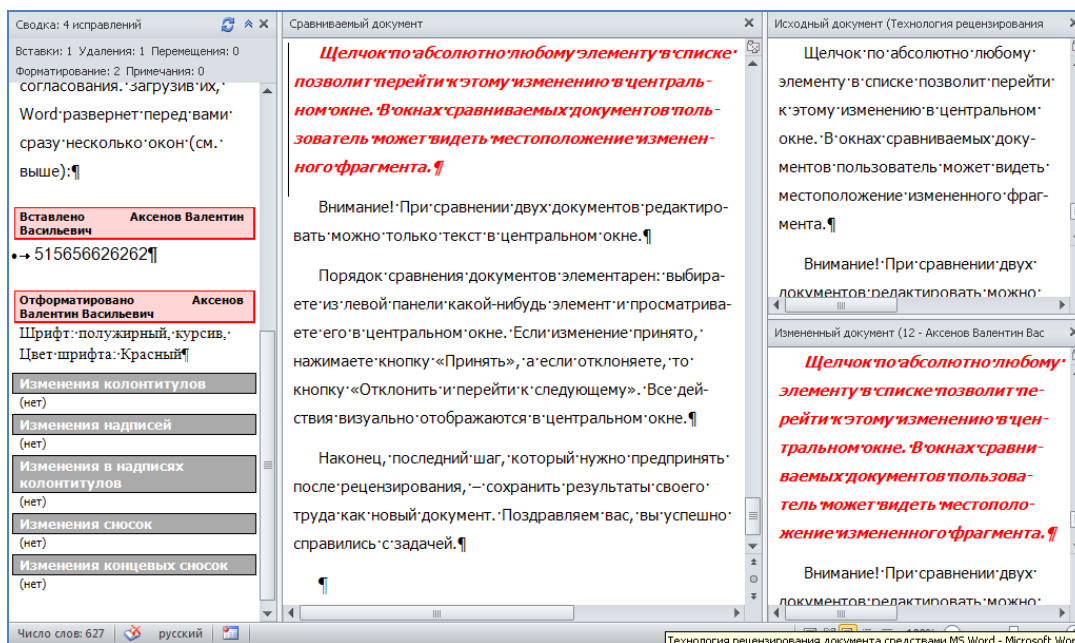 Сводка: 4 исправлений
Вставки: 1 Удаления: 1 Перемещения: 0
Форматирование: 2 Примечания: 0
согласования. Загрузив их,
Word развернет перед вами
сразу несколько окон (см.
выше):¶
Вставлено Аксенов Валентин
Васильевич
515656626262¶
Отформатировано Аксенов
Валентин Васильевич
Шрифт: полужирный, курсив,
Цвет шрифта: Красный¶
Изменения колонтитулов
(нет)
Изменения надписей
(нет)
Изменения в надписях
колонтитулов
(нет)
Изменения сносок
(нет)
Изменения концевых сносок
(нет)
Сравниваемый документ
Щелчок по абсолютно любому элементу в списке
позволит перейти к этому изменению в централь-
ном окне. В окнах сравниваемых документов поль-
зователь может видеть местоположение изменен-
ного фрагмента.¶
Внимание! При сравнении двух документов редактиро-
вать можно только текст в центральном окне.¶
Порядок сравнения документов элементарен: выбира-
ете из левой панели какой-нибудь элемент и просматрива-
ете его в центральном окне. Если изменение принято,
нажимаете кнопку «Принять», а если отклоняете, то
кнопку «Отклонить и перейти к следующему». Все дей-
ствия визуально отображаются в центральном окне.¶
Наконец, последний шаг, который нужно предпринять
после рецензирования, – сохранить результаты своего
труда как новый документ. Поздравляем вас, вы успешно
справились с задачей.¶
¶
Исходный документ (Технология рецензирования
Щелчок по абсолютно любому
элементу в списке позволит перейти
к этому изменению в центральном
окне. В окнах сравниваемых доку-
ментов пользователь может видеть
местоположение измененного фраг-
мента.¶
Внимание! При сравнении двух
документов редактировать можно
Измененный документ (12 - Аксенов Валентин Вас
Щелчок по абсолютно любому
элементу в списке позволит пе-
рейти к этому изменению в цен-
тральном окне. В окнах сравни-
ваемых документов пользова-
тель может видеть местополо-
жение измененного фрагмента.¶
Внимание! При сравнении двух
документов редактировать можно
Число слов: 627 русский
Технология рецензирования документа средствами MS Word - Microsoft Wor